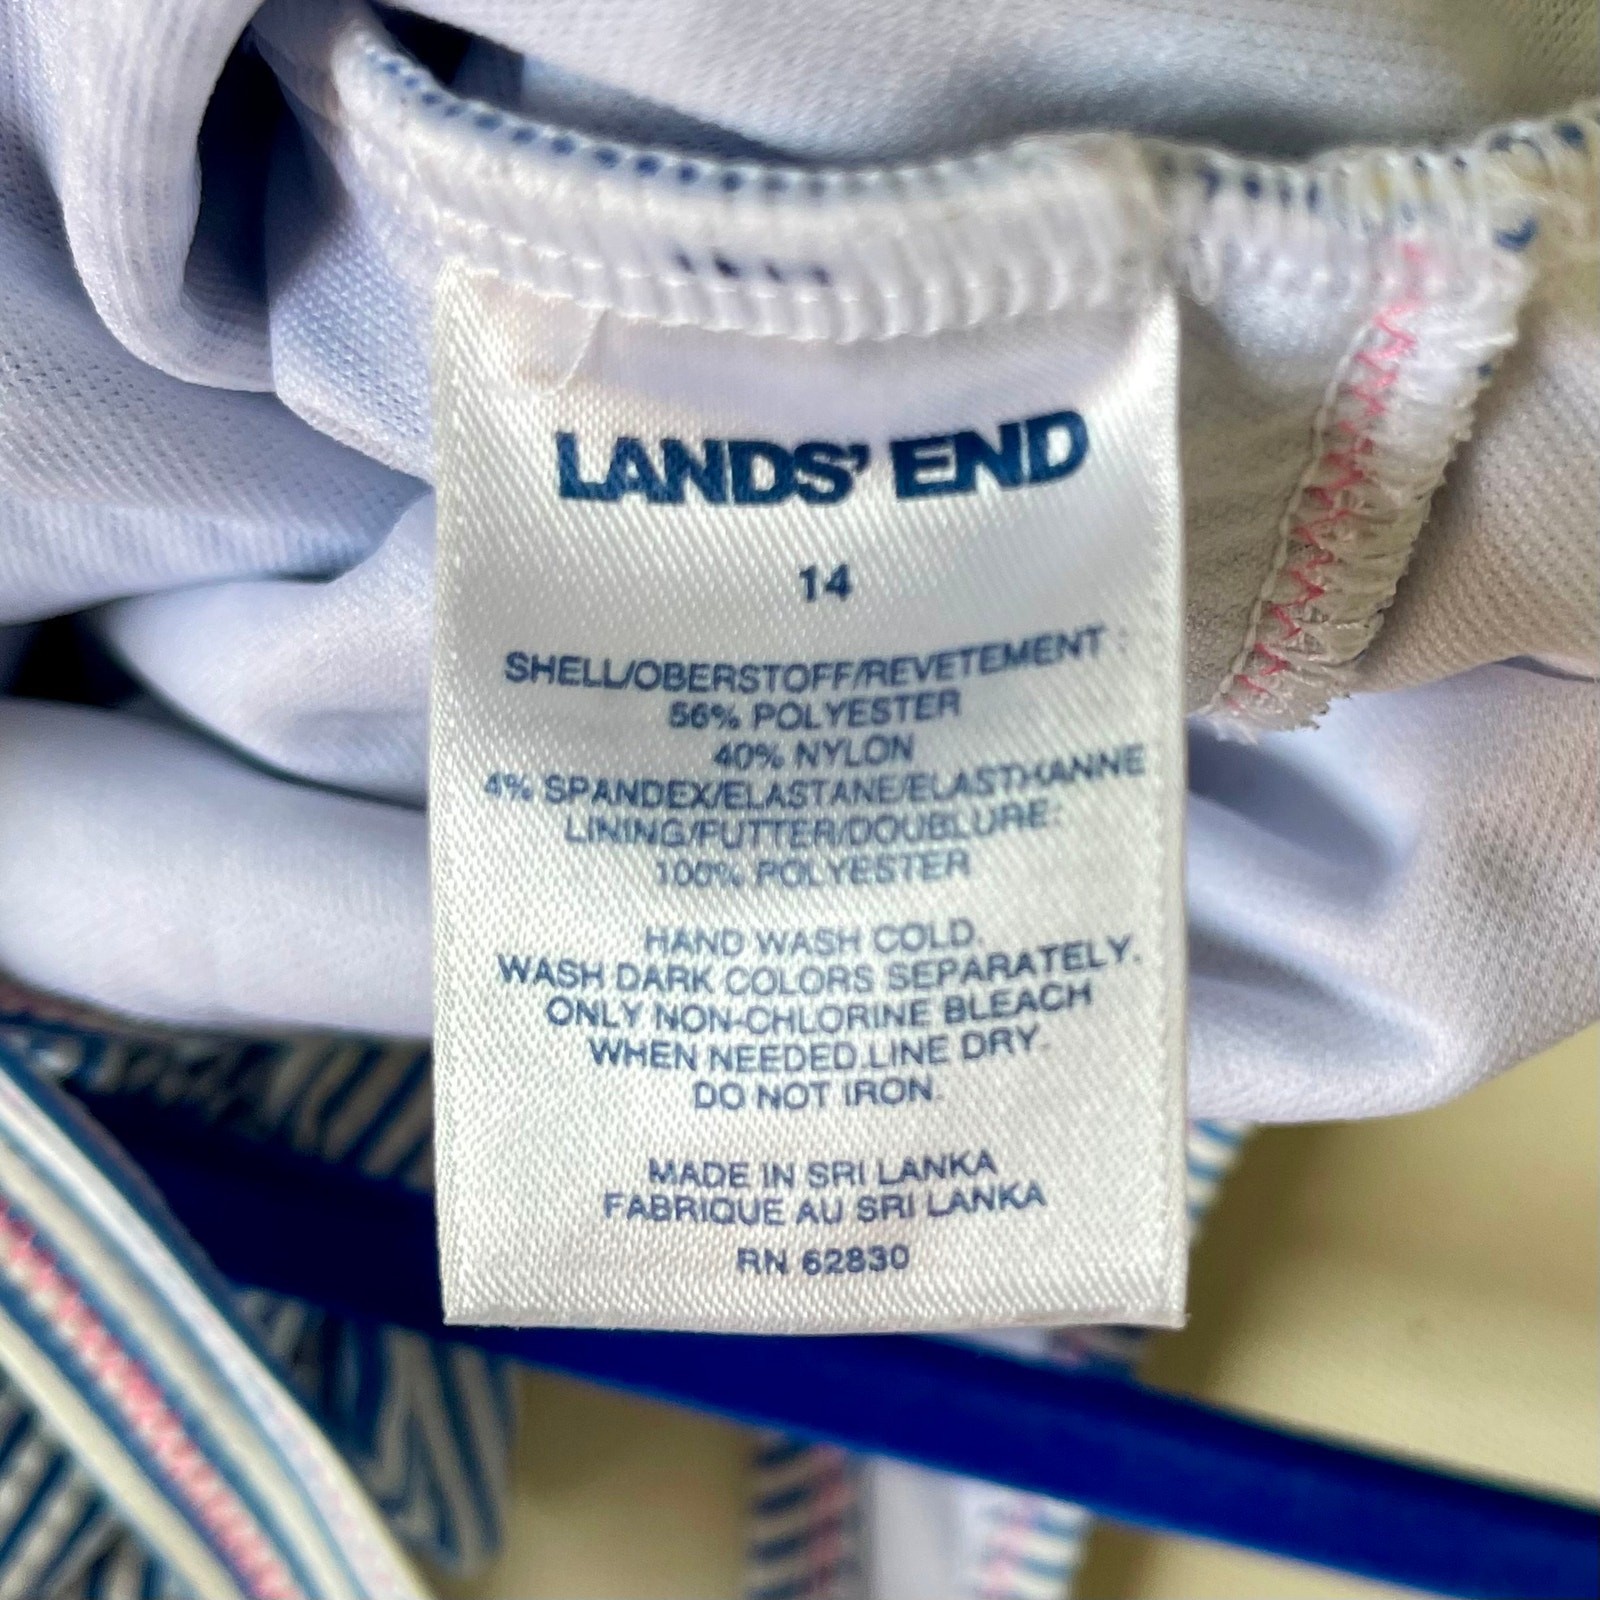 LANDS' END
14
SHELL/OBERSTOFF/REVETEMENT :
56% POLYESTER
40% NYLON
4% SPANDEX/ELASTANE/ELASTHANNE
LINING/FUTTER/DOUBLURE:
100% POLYESTER
HAND WASH COLD.
WASH DARK COLORS SEPARATELY.
ONLY NON-CHLORINE BLEACH
WHEN NEEDED.LINE DRY.
DO NOT IRON.
MADE IN SRI LANKA
FABRIQUE AU SRI LANKA
RN 62830